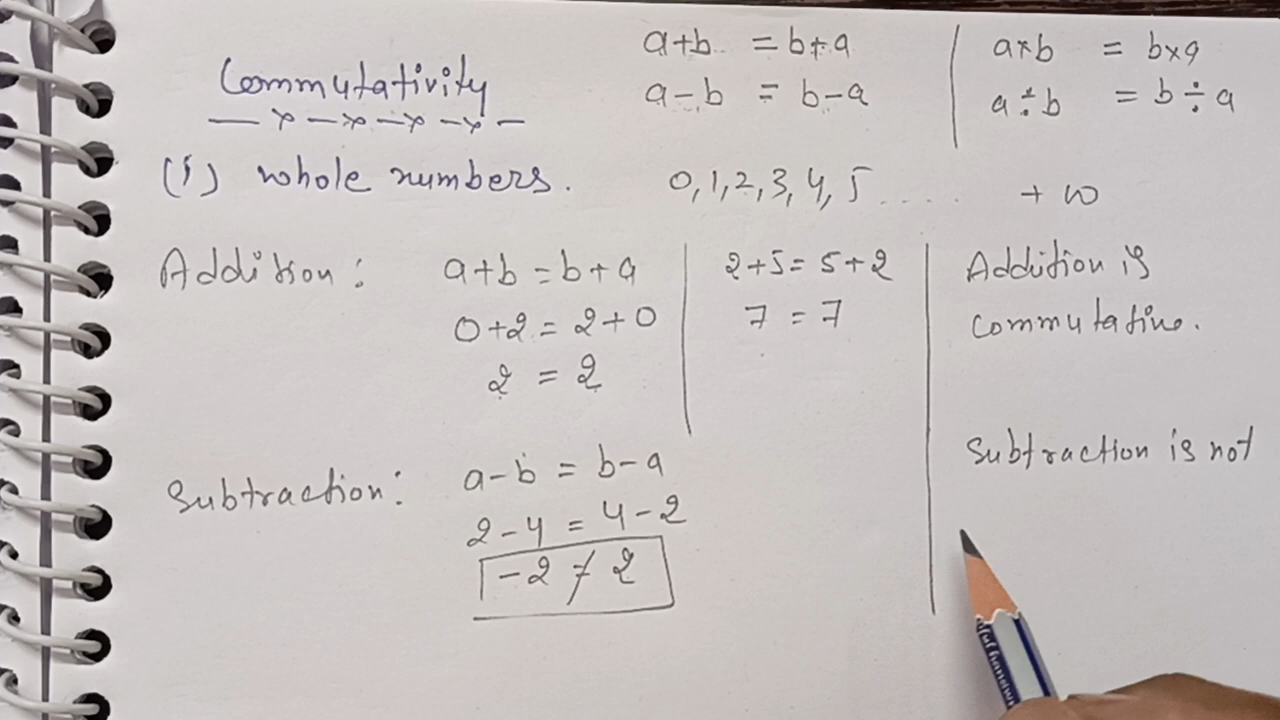 Commutativity
a+b = b+a
a-b = b-a
a×b = b×a
a÷b = b÷a
(i) whole numbers.
0,1,2,3,4,5..... +∞
Addition:
a+b = b+a
0+2 = 2+0
2 = 2
2+5 = 5+2
7 = 7
Addition is
commutative.
Subtraction:
a-b = b-a
2-4 = 4-2
-2 ≠ 2
Subtraction is not